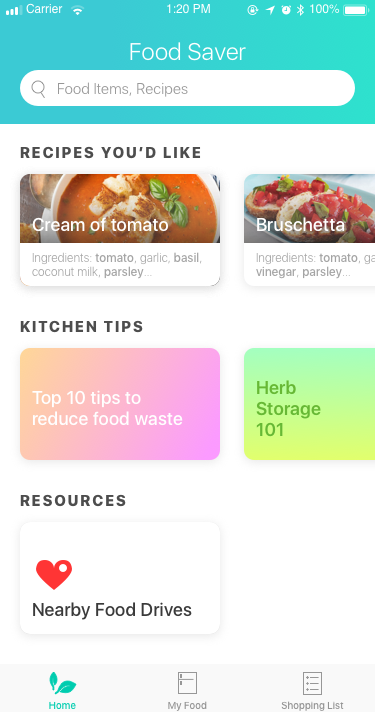 Carrier 1:20 PM 100%
Food Saver
Food Items, Recipes
RECIPES YOU'D LIKE
Cream of tomato
Ingredients: tomato, garlic, basil,
coconut milk, parsley...
Bruschetta
Ingredients: tomato, ga
vinegar, parsley...
KITCHEN TIPS
Top 10 tips to
reduce food waste
Herb
Storage
101
RESOURCES
Nearby Food Drives
Home My Food Shopping List